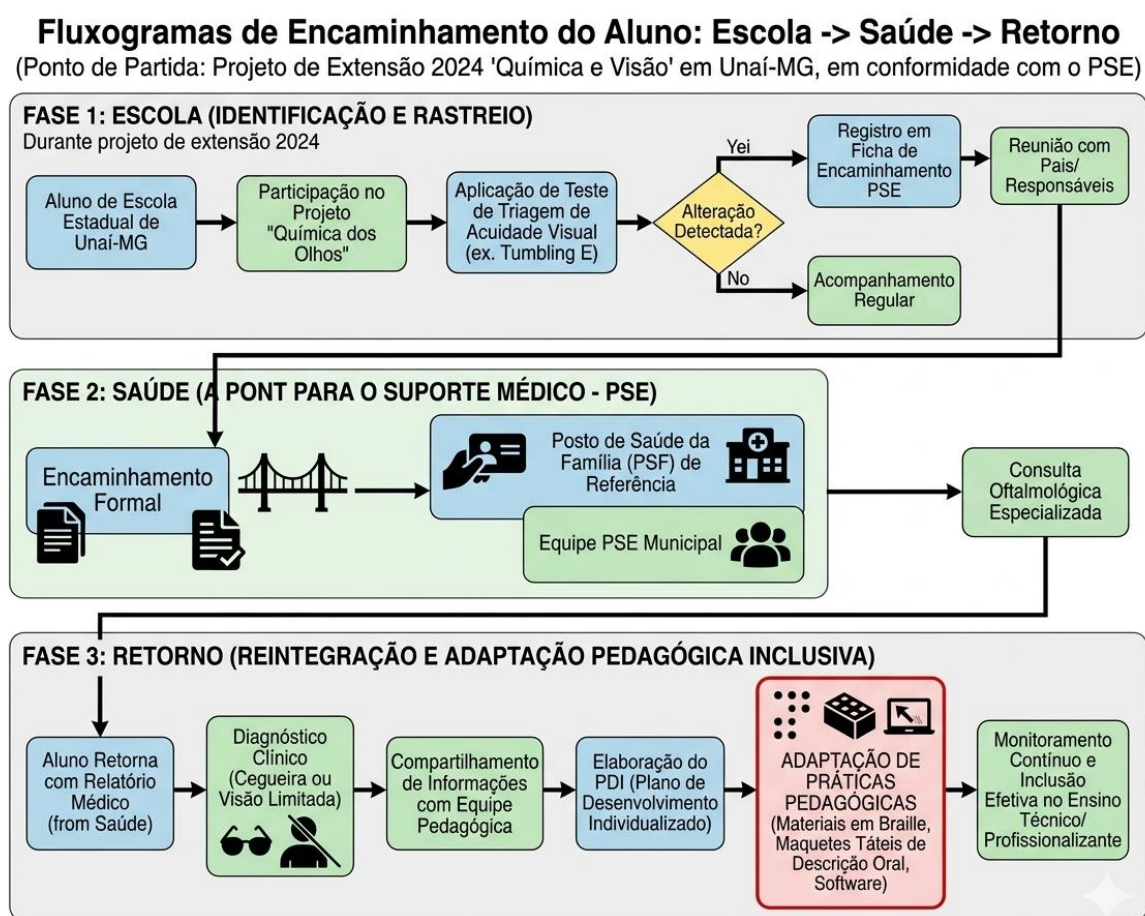 Fluxogramas de Encaminhamento do Aluno: Escola -> Saúde -> Retorno
(Ponto de Partida: Projeto de Extensão 2024 'Química e Visão' em Unaí-MG, em conformidade com o PSE)
FASE 1: ESCOLA (IDENTIFICAÇÃO E RASTREIO)
Durante projeto de extensão 2024
Aluno de Escola
Estadual de
Unaí-MG
Participação no
Projeto
"Química dos
Olhos"
Aplicação de Teste
de Triagem de
Acuidade Visual
(ex. Tumbling E)
Alteração
Detectada?
Yei
Registro em
Ficha de
Encaminhamento
PSE
Reunião com
Pais/
Responsáveis
No
Acompanhamento
Regular
FASE 2: SAÚDE (A PONT PARA O SUPORTE MÉDICO - PSE)
Encaminhamento
Formal
Posto de Saúde da
Família (PSF) de
Referência
Equipe PSE Municipal
Consulta
Oftalmológica
Especializada
FASE 3: RETORNO (REINTEGRAÇÃO E ADAPTAÇÃO PEDAGÓGICA INCLUSIVA)
Aluno Retorna
com Relatório
Médico
(from Saúde)
Diagnóstico
Clínico
(Cegueira ou
Visão Limitada)
Compartilhamento
de Informações
com Equipe
Pedagógica
Elaboração do
PDI (Plano de
Desenvolvimento
Individualizado)
ADAPTAÇÃO DE
PRÁTICAS
PEDAGÓGICAS
(Materiais em Braille,
Maquetes Táteis de
Descrição Oral,
Software)
Monitoramento
Contínuo e
Inclusão
Efetiva no Ensino
Técnico/
Profissionalizante